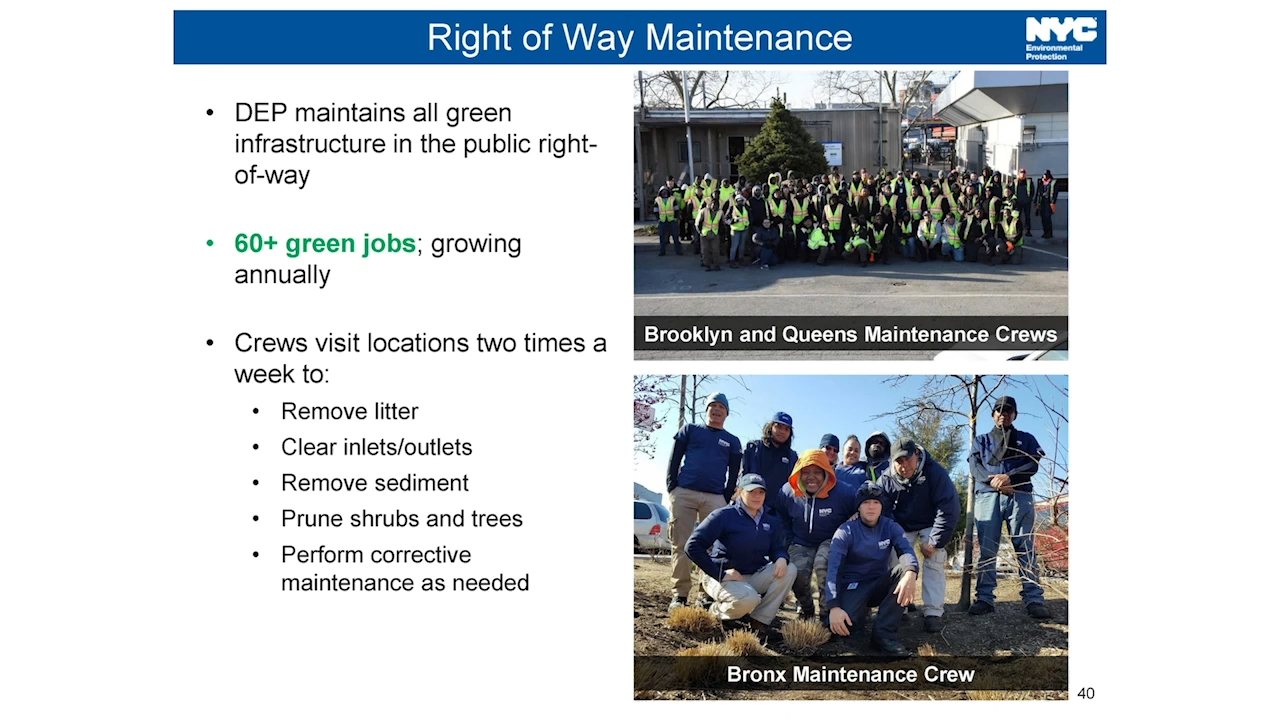 Right of Way Maintenance
NYC
Environmental
Protection
• DEP maintains all green
infrastructure in the public right-
of-way
• 60+ green jobs; growing
annually
• Crews visit locations two times a
week to:
• Remove litter
• Clear inlets/outlets
• Remove sediment
• Prune shrubs and trees
• Perform corrective
maintenance as needed
Brooklyn and Queens Maintenance Crews
NYC
Bronx Maintenance Crew
40